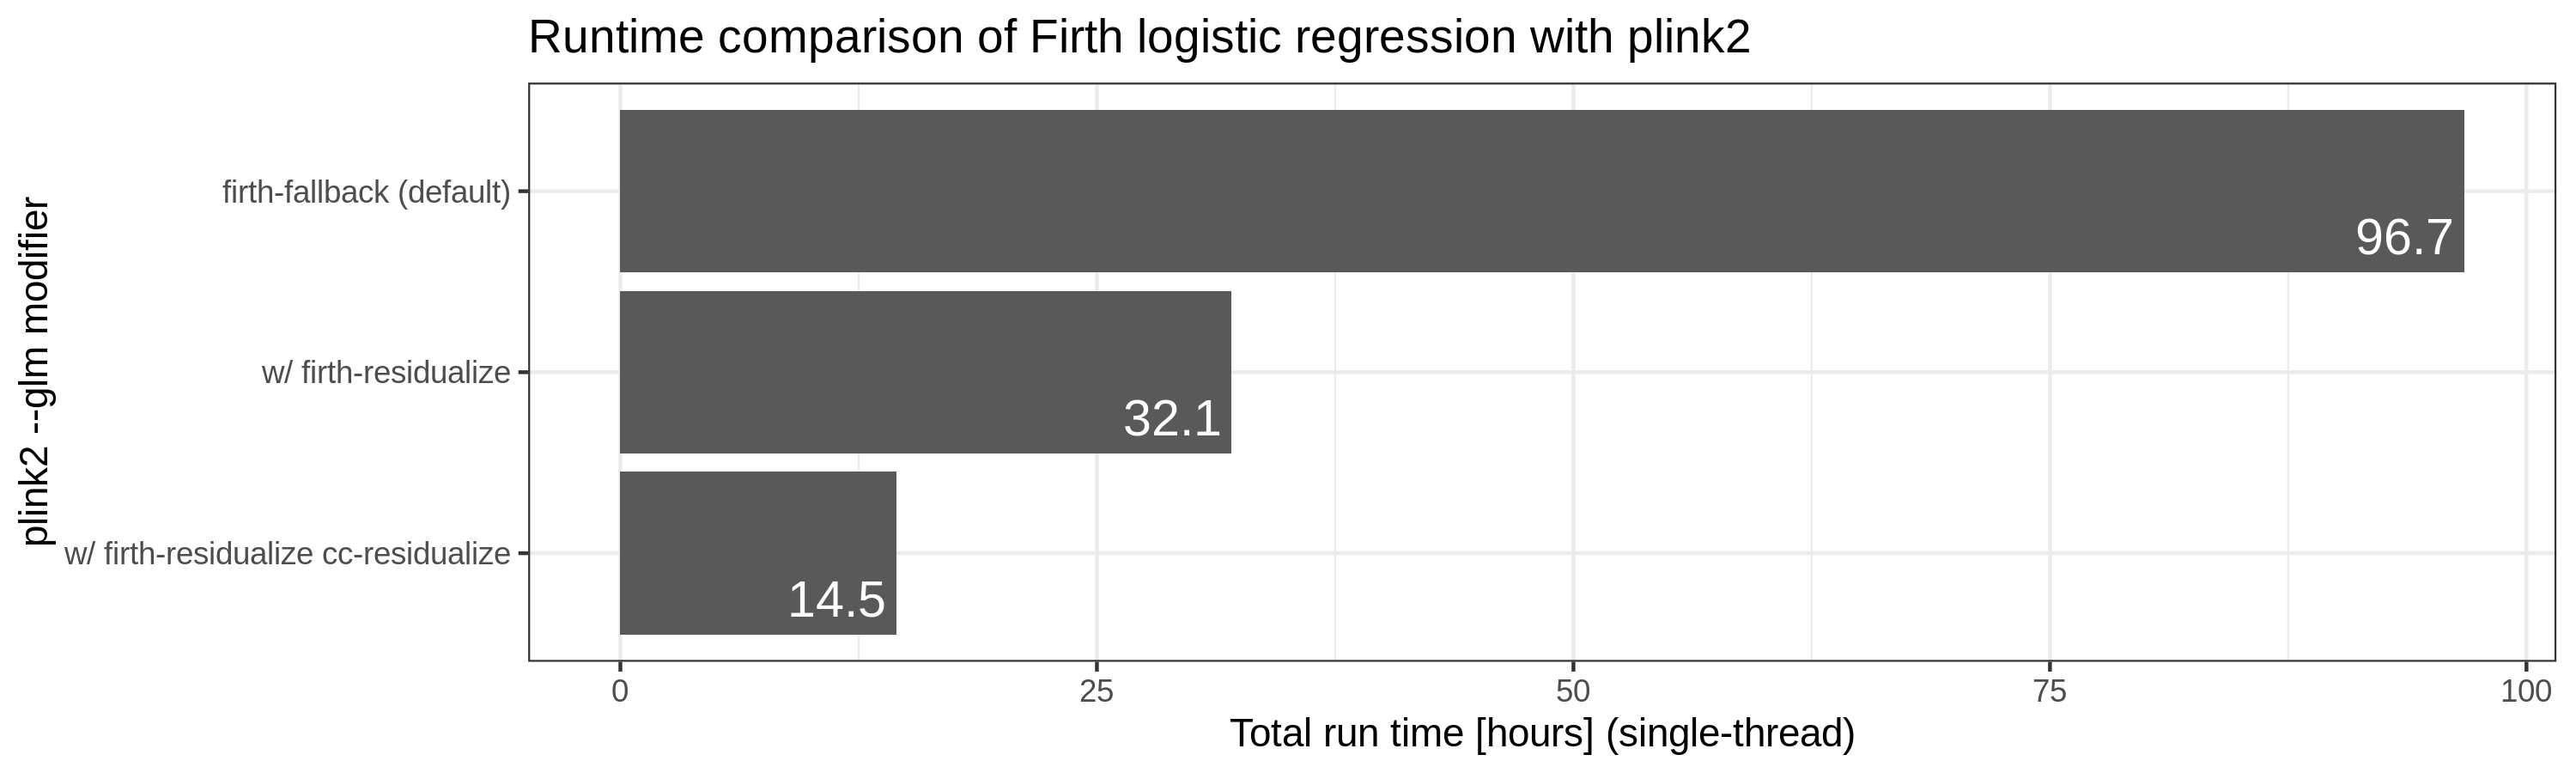 Runtime comparison of Firth logistic regression with plink2
plink2 --glm modifier
firth-fallback (default)
96.7
w/ firth-residualize
32.1
w/ firth-residualize cc-residualize
14.5
0 25 50 75 100
Total run time [hours] (single-thread)